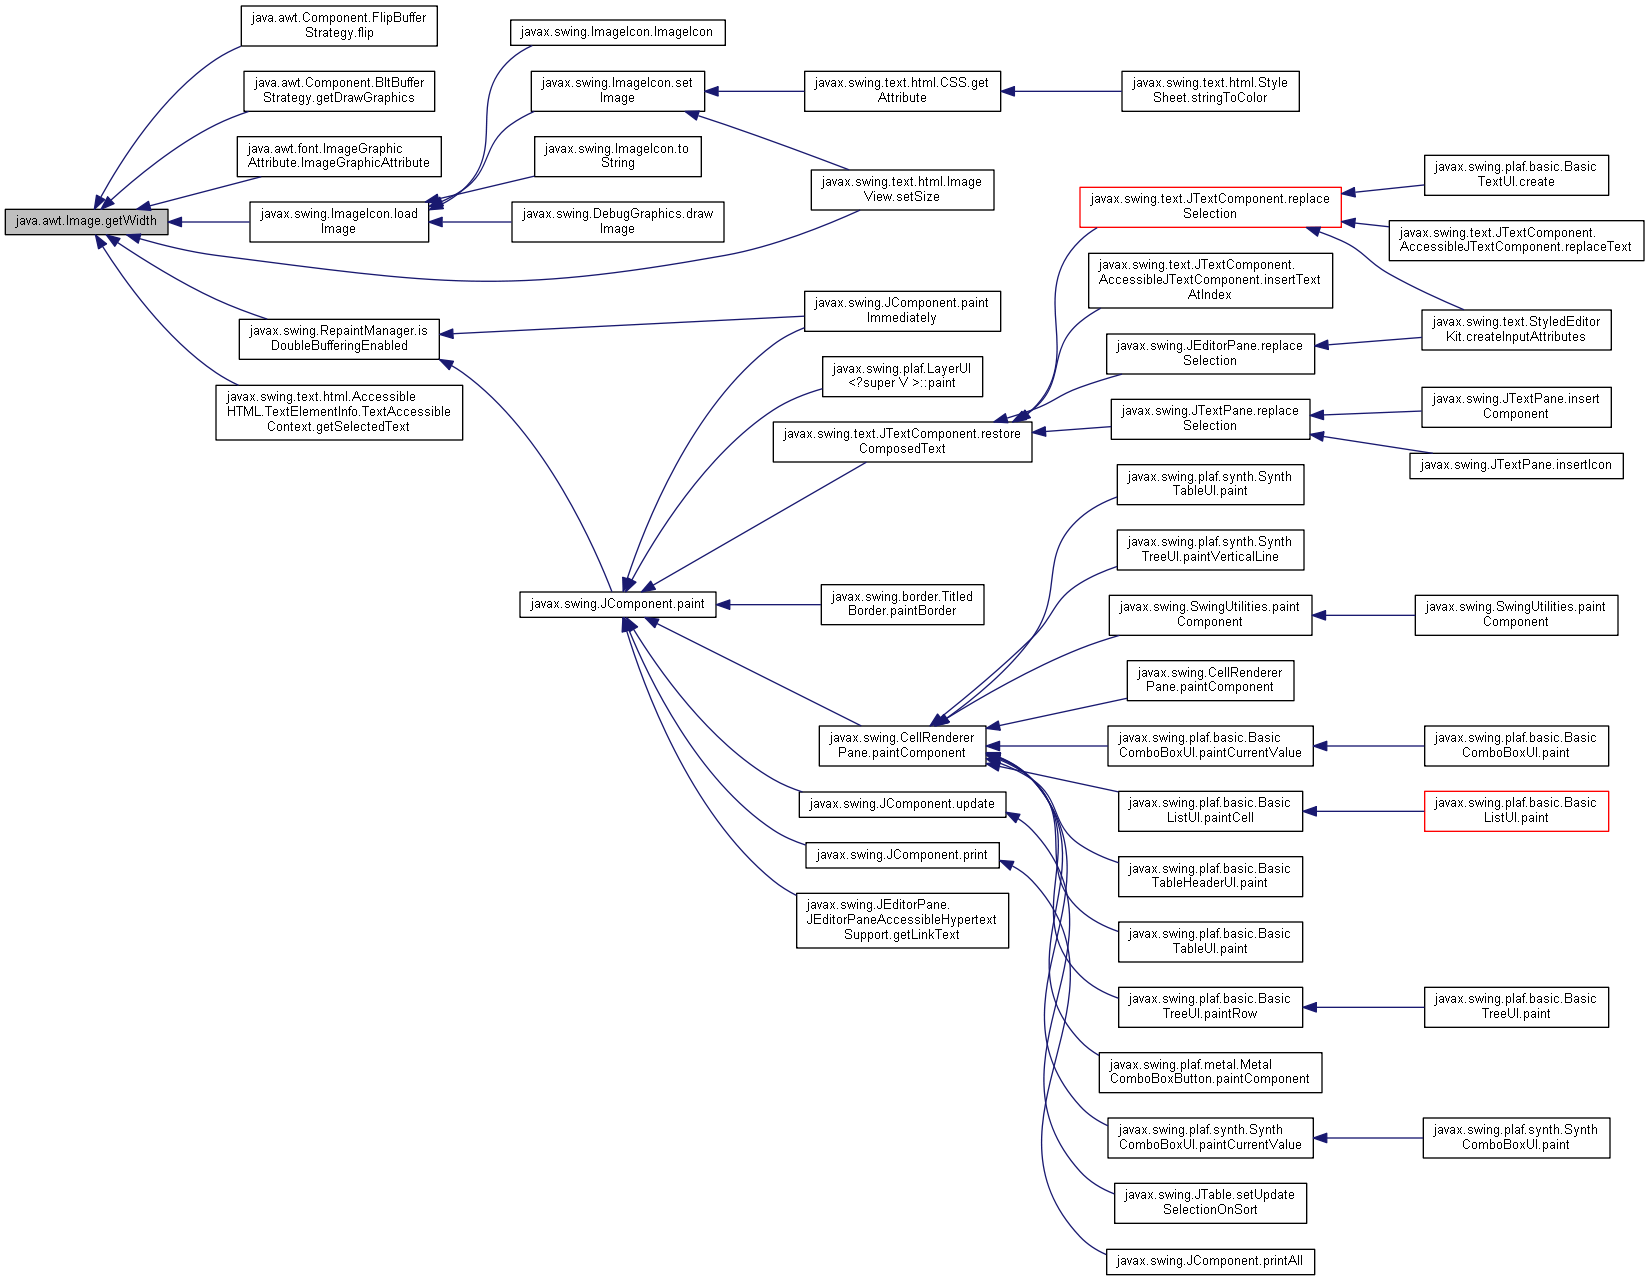 java.awt.Image.getWidth
java.awt.Component.FlipBuffer
Strategy.flip
java.awt.Component.BltBuffer
Strategy.getDrawGraphics
java.awt.font.ImageGraphic
Attribute.ImageGraphicAttribute
javax.swing.ImageIcon.load
Image
javax.swing.RepaintManager.is
DoubleBufferingEnabled
javax.swing.text.html.Accessible
HTML.TextElementInfo.TextAccessible
Context.getSelectedText
javax.swing.ImageIcon.ImageIcon
javax.swing.ImageIcon.set
Image
javax.swing.ImageIcon.to
String
javax.swing.DebugGraphics.draw
Image
javax.swing.JComponent.paint
javax.swing.text.html.CSS.get
Attribute
javax.swing.text.html.Image
View.setSize
javax.swing.JComponent.paint
Immediately
javax.swing.plaf.LayerUI
<?super V >::paint
javax.swing.text.JTextComponent.restore
ComposedText
javax.swing.border.Titled
Border.paintBorder
javax.swing.CellRenderer
Pane.paintComponent
javax.swing.JComponent.update
javax.swing.JComponent.print
javax.swing.JEditorPane.
JEditorPaneAccessibleHypertext
Support.getLinkText
javax.swing.text.html.Style
Sheet.stringToColor
javax.swing.text.JTextComponent.replace
Selection
javax.swing.text.JTextComponent.
AccessibleJTextComponent.insertText
AtIndex
javax.swing.JEditorPane.replace
Selection
javax.swing.JTextPane.replace
Selection
javax.swing.plaf.synth.Synth
TableUI.paint
javax.swing.plaf.synth.Synth
TreeUI.paintVerticalLine
javax.swing.SwingUtilities.paint
Component
javax.swing.CellRenderer
Pane.paintComponent
javax.swing.plaf.basic.Basic
ComboBoxUI.paintCurrentValue
javax.swing.plaf.basic.Basic
ListUI.paintCell
javax.swing.plaf.basic.Basic
TableHeaderUI.paint
javax.swing.plaf.basic.Basic
TableUI.paint
javax.swing.plaf.basic.Basic
TreeUI.paintRow
javax.swing.plaf.metal.Metal
ComboBoxButton.paintComponent
javax.swing.plaf.synth.Synth
ComboBoxUI.paintCurrentValue
javax.swing.JTable.setUpdate
SelectionOnSort
javax.swing.JComponent.printAll
javax.swing.plaf.basic.Basic
TextUI.create
javax.swing.text.JTextComponent.
AccessibleJTextComponent.replaceText
javax.swing.text.StyledEditor
Kit.createInputAttributes
javax.swing.JTextPane.insert
Component
javax.swing.JTextPane.insertIcon
javax.swing.SwingUtilities.paint
Component
javax.swing.plaf.basic.Basic
ComboBoxUI.paint
javax.swing.plaf.basic.Basic
ListUI.paint
javax.swing.plaf.basic.Basic
TreeUI.paint
javax.swing.plaf.synth.Synth
ComboBoxUI.paint